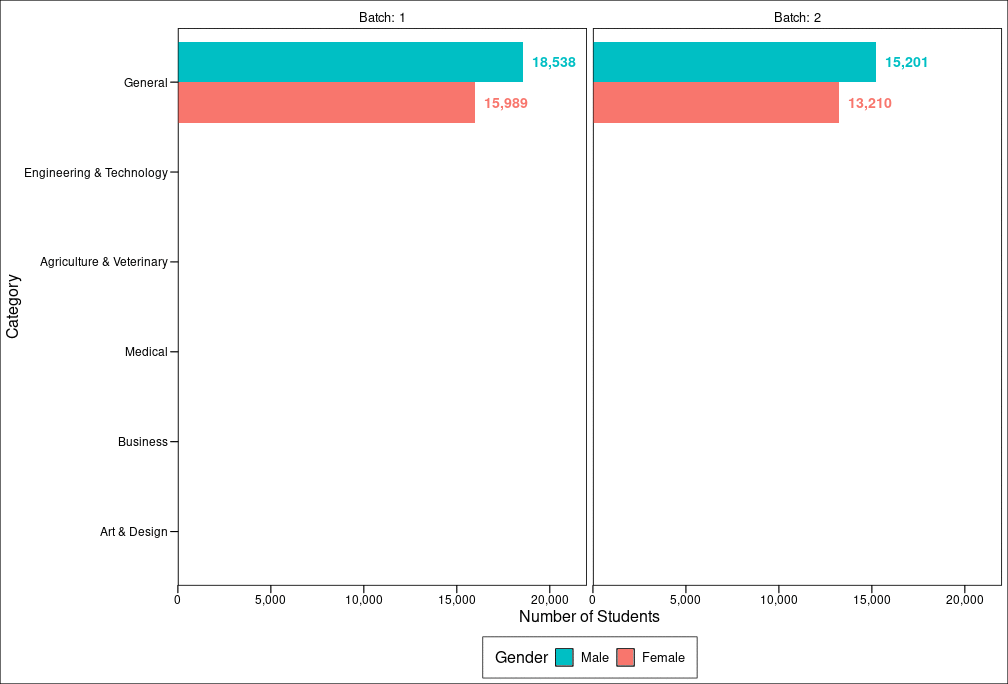 Batch: 1
Batch: 2
General
18,538
15,989
15,201
13,210
Engineering & Technology
Agriculture & Veterinary
Medical
Business
Art & Design
Category
0
5,000
10,000
15,000
20,000
0
5,000
10,000
15,000
20,000
Number of Students
Gender
Male
Female